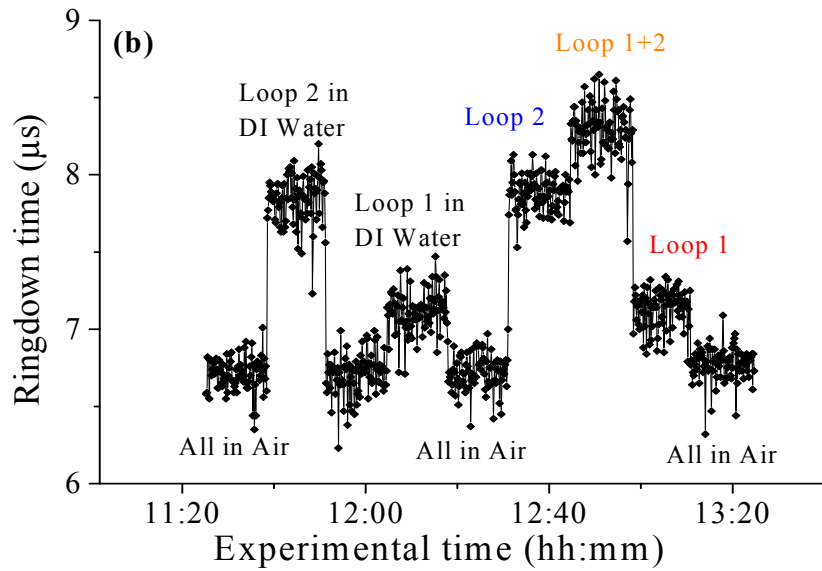 (b)
Loop 1+2
Loop 2 in
DI Water
Loop 2
Loop 1 in
DI Water
Loop 1
All in Air
All in Air
All in Air
9
8
7
6
Ringdown time (μs)
11:20
12:00
12:40
13:20
Experimental time (hh:mm)